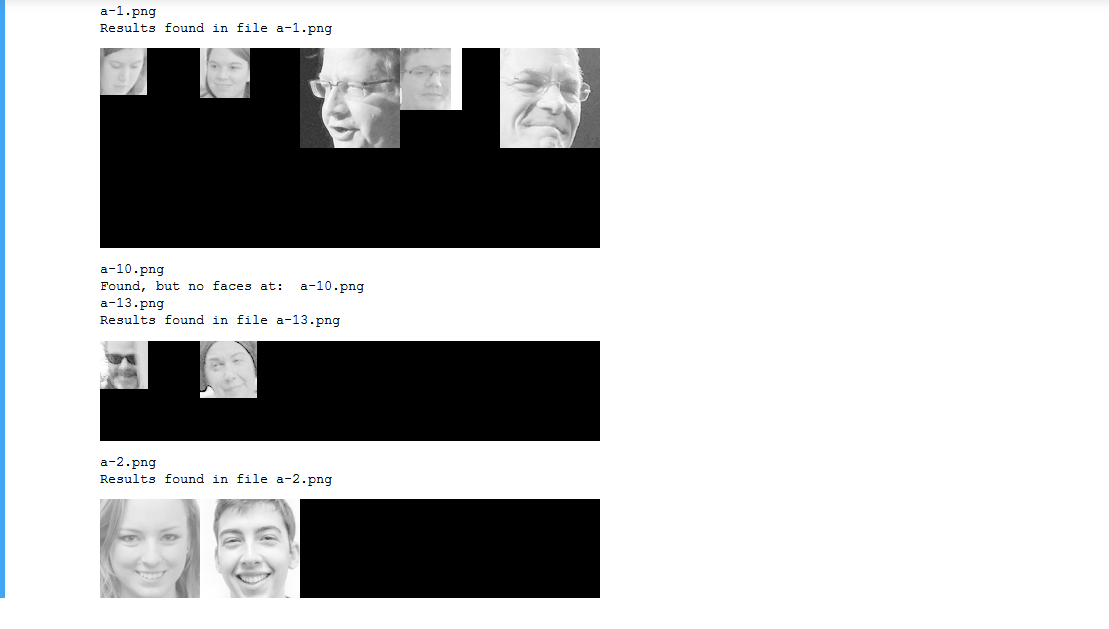 a-1.png
Results found in file a-1.png
a-10.png
Found, but no faces at:  a-10.png
a-13.png
Results found in file a-13.png
a-2.png
Results found in file a-2.png